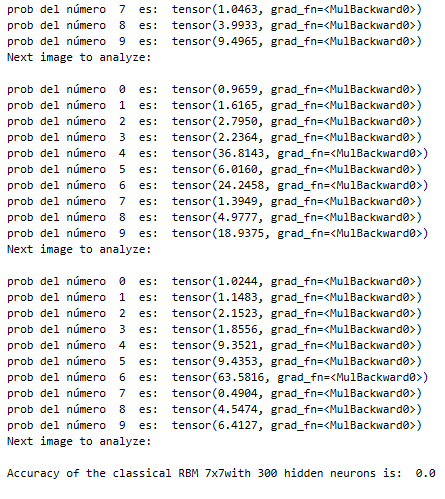 prob del número  7  es:  tensor(1.0463, grad_fn=<MulBackward0>)
prob del número  8  es:  tensor(3.9933, grad_fn=<MulBackward0>)
prob del número  9  es:  tensor(9.4965, grad_fn=<MulBackward0>)
Next image to analyze:
prob del número  0  es:  tensor(0.9659, grad_fn=<MulBackward0>)
prob del número  1  es:  tensor(1.6165, grad_fn=<MulBackward0>)
prob del número  2  es:  tensor(2.7950, grad_fn=<MulBackward0>)
prob del número  3  es:  tensor(2.2364, grad_fn=<MulBackward0>)
prob del número  4  es:  tensor(36.8143, grad_fn=<MulBackward0>)
prob del número  5  es:  tensor(6.0160, grad_fn=<MulBackward0>)
prob del número  6  es:  tensor(24.2458, grad_fn=<MulBackward0>)
prob del número  7  es:  tensor(1.3949, grad_fn=<MulBackward0>)
prob del número  8  es:  tensor(4.9777, grad_fn=<MulBackward0>)
prob del número  9  es:  tensor(18.9375, grad_fn=<MulBackward0>)
Next image to analyze:
prob del número  0  es:  tensor(1.0244, grad_fn=<MulBackward0>)
prob del número  1  es:  tensor(1.1483, grad_fn=<MulBackward0>)
prob del número  2  es:  tensor(2.1523, grad_fn=<MulBackward0>)
prob del número  3  es:  tensor(1.8556, grad_fn=<MulBackward0>)
prob del número  4  es:  tensor(9.3521, grad_fn=<MulBackward0>)
prob del número  5  es:  tensor(9.4353, grad_fn=<MulBackward0>)
prob del número  6  es:  tensor(63.5816, grad_fn=<MulBackward0>)
prob del número  7  es:  tensor(0.4904, grad_fn=<MulBackward0>)
prob del número  8  es:  tensor(4.5474, grad_fn=<MulBackward0>)
prob del número  9  es:  tensor(6.4127, grad_fn=<MulBackward0>)
Next image to analyze:
Accuracy of the classical RBM 7x7with 300 hidden neurons is:  0.0